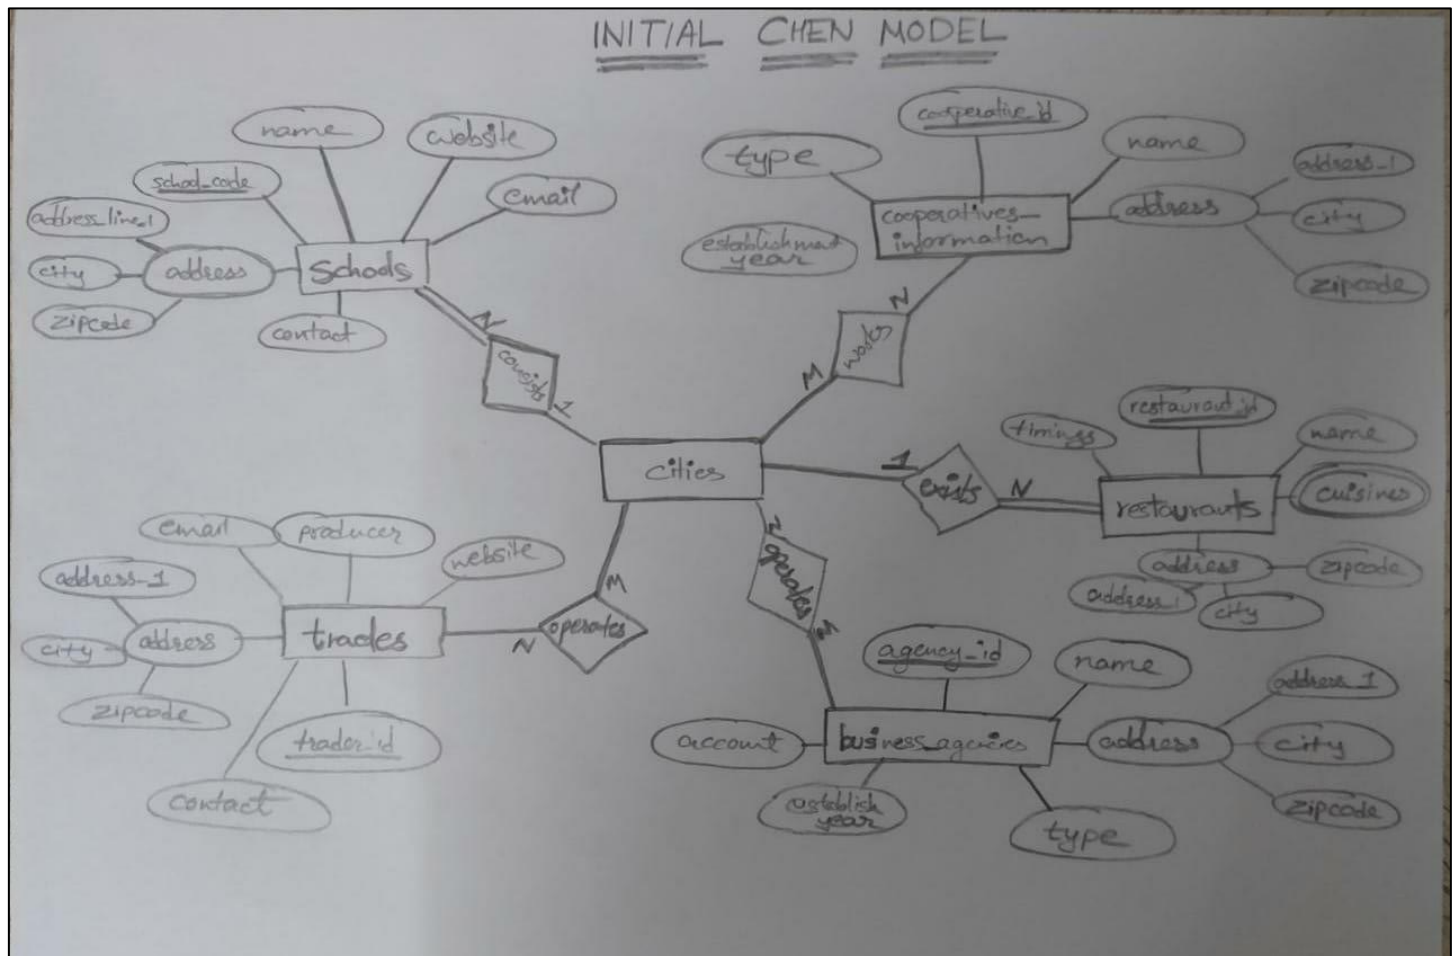 INITIAL CHEN MODEL
name
website
school_code
email
address_line_1
city
address
schools
zipcode
contact
consists
N
1
cooperative_id
type
name
address_1
cooperatives_
information
address
city
establishment
year
zipcode
N
M
works
cities
1
exists
N
restaurant_id
timings
name
restaurants
cuisines
address
zipcode
address_1
city
email
producer
website
address_1
trades
address
city
zipcode
trader_id
contact
M
operates
N
N
operates
M
agency_id
name
address_1
account
business_agencies
address
city
establish
year
type
zipcode